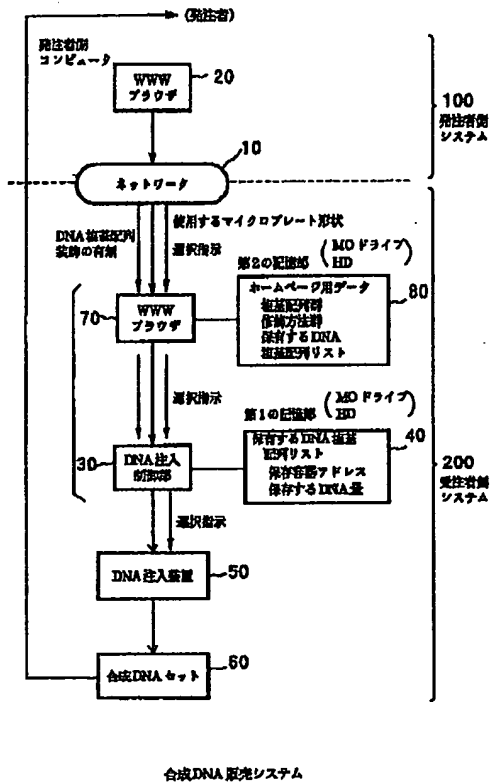 (発注者)
発注者側
コンピュータ
WWW
ブラウザ
20
100
発注者側
システム
10
ネットワーク
DNA塩基配列
装飾の有無
使用するマイクロプレート形状
選択指示
第2の記憶部
(MOドライブ
HD)
70
WWW
ブラウザ
ホームページ用データ
塩基配列群
修飾方法群
保有するDNA
塩基配列リスト
80
選択指示
第1の記憶部
(MOドライブ
HD)
30
DNA注入
制御部
保有するDNA塩基
配列リスト
保存容器アドレス
保存するDNA量
40
200
受注者側
システム
選択指示
DNA注入装置
50
合成DNAセット
60
合成DNA販売システム